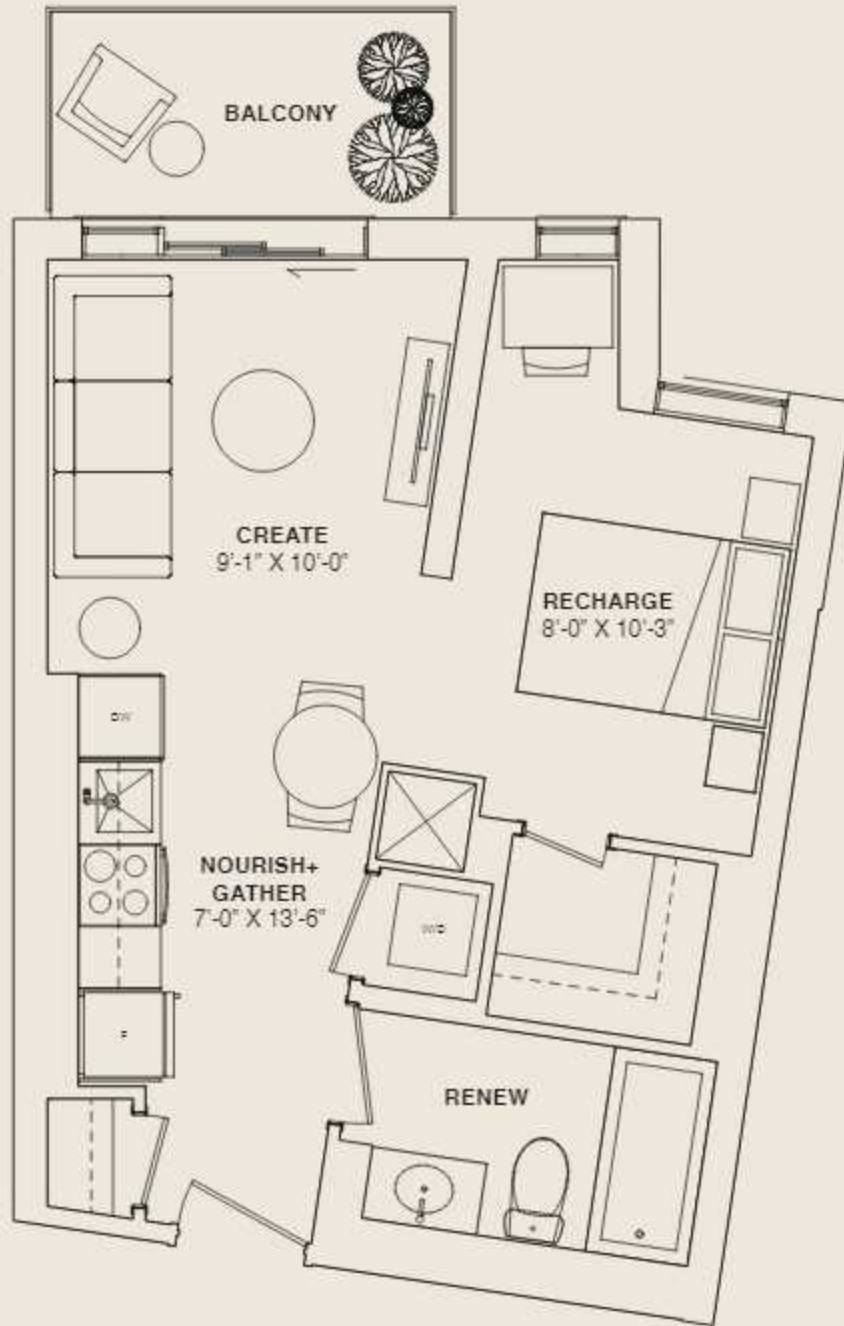 BALCONY
CREATE
9'-1" X 10'-0"
RECHARGE
8'-0" X 10'-3"
DW
NOURISH+
GATHER
7'-0" X 13'-6"
W/D
F
RENEW